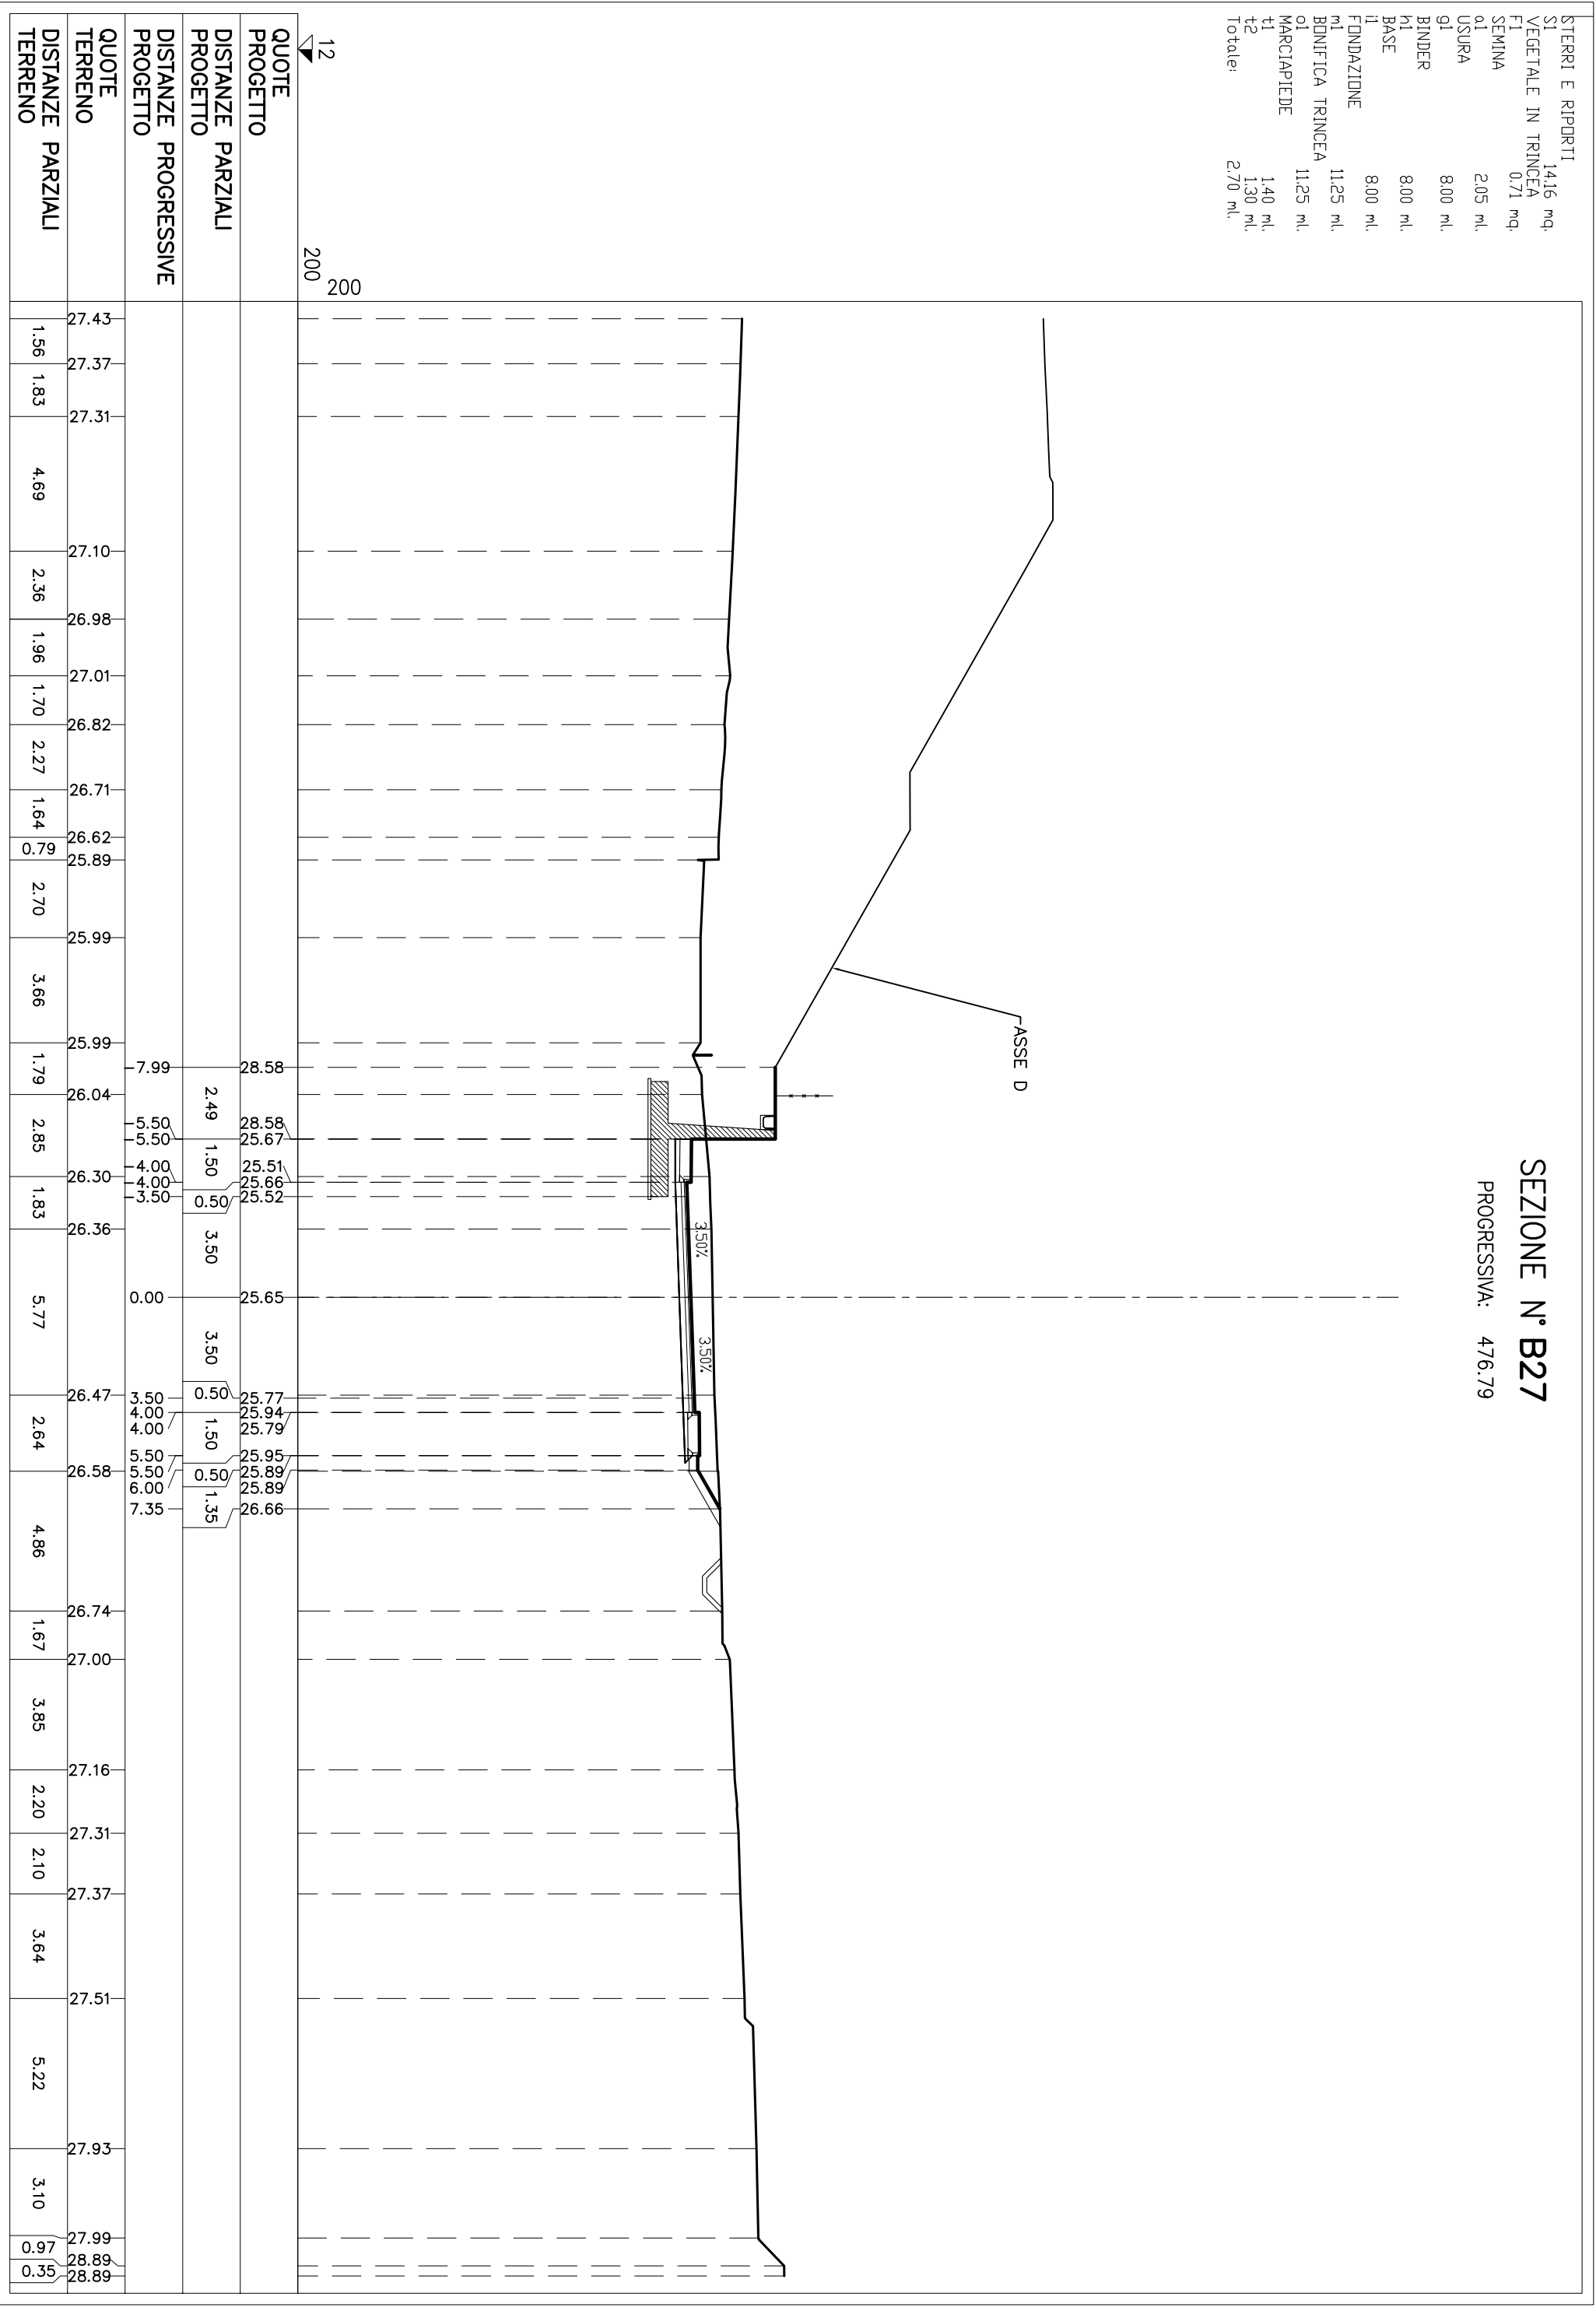 SEZIONE N° B27
PROGRESSIVA: 476.79
STERRI E RIPORTI
S1 14.16 mq.
VEGETALE IN TRINCEA
F1 0.71 mq.
SEMINA
a1 2.05 ml.
USURA
g1 8.00 ml.
BINDER
h1 8.00 ml.
BASE
i1 8.00 ml.
FONDAZIONE
m1 11.25 ml.
BONIFICA TRINCEA
o1 11.25 ml.
MARCIAPIEDE
t1 1.40 ml.
t2 1.30 ml.
Totale: 2.70 ml.
ASSE D
3.50% 3.50%
200
12 200
QUOTE PROGETTO
28.58 28.58 25.67 25.51 25.66 25.52 25.65 25.77 25.94 25.79 25.95 25.89 25.89 26.66
DISTANZE PARZIALI PROGETTO
2.49 1.50 0.50 3.50 3.50 0.50 1.50 0.50 1.35
DISTANZE PROGRESSIVE PROGETTO
-7.99 -5.50 -5.50 -4.00 -4.00 -3.50 0.00 3.50 4.00 4.00 5.50 5.50 6.00 7.35
QUOTE TERRENO
27.43 27.37 27.31 27.10 26.98 27.01 26.82 26.71 26.62 25.89 25.99 25.99 26.04 26.30 26.36 26.47 26.58 26.74 27.00 27.16 27.31 27.37 27.51 27.93 27.99 28.89 28.89
DISTANZE PARZIALI TERRENO
1.56 1.83 4.69 2.36 1.96 1.70 2.27 1.64 0.79 2.70 3.66 1.79 2.85 1.83 5.77 2.64 4.86 1.67 3.85 2.20 2.10 3.64 5.22 3.10 0.97 0.35